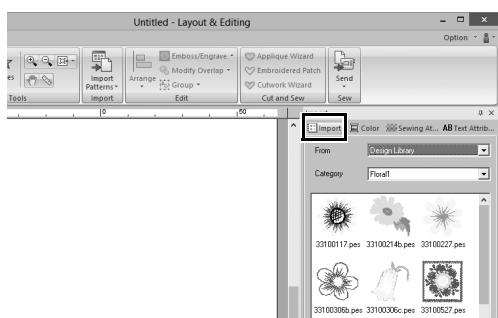 Untitled - Layout & Editing
Option
Emboss/Engrave
Modify Overlap
Group
Applique Wizard
Embroidered Patch
Cutwork Wizard
Import Patterns
Arrange
Send
es
Tools
Import
Edit
Cut and Sew
Sew
0
50
Import Color Sewing At... AB Text Attrib...
From Design Library
Category Floral1
33100117.pes 33100214b.pes 33100227.pes
33100306b.pes 33100306c.pes 33100527.pes